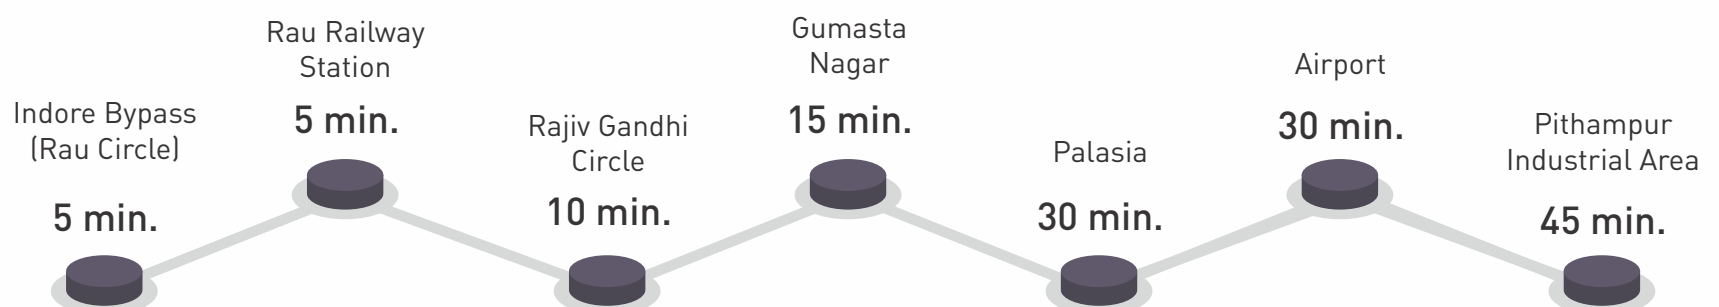 Indore Bypass
(Rau Circle)
5 min.
Rau Railway
Station
5 min.
Rajiv Gandhi
Circle
10 min.
Gumasta
Nagar
15 min.
Palasia
30 min.
Airport
30 min.
Pithampur
Industrial Area
45 min.